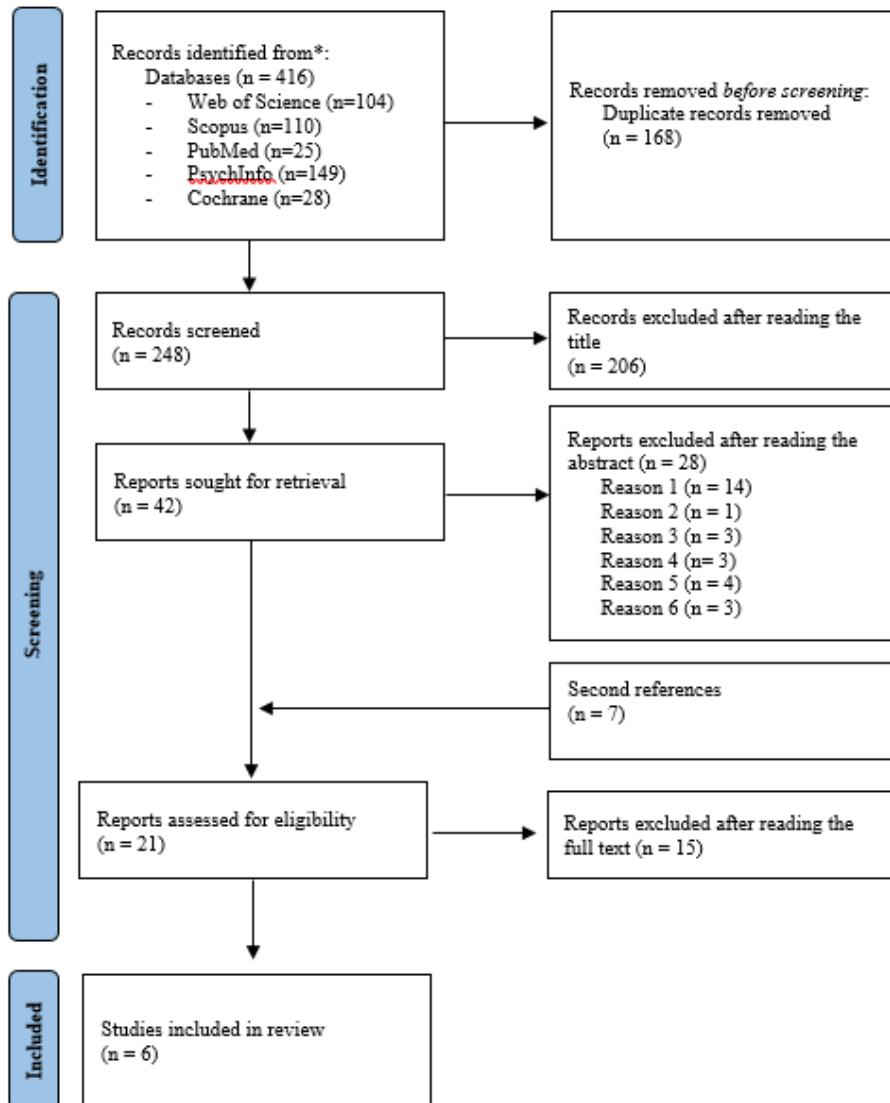 Identification
Records identified from*:
Databases (n = 416)
- Web of Science (n=104)
- Scopus (n=110)
- PubMed (n=25)
- PsychInfo (n=149)
- Cochrane (n=28)
Records removed before screening:
Duplicate records removed
(n = 168)
Screening
Records screened
(n = 248)
Records excluded after reading the
title
(n = 206)
Reports sought for retrieval
(n = 42)
Reports excluded after reading the
abstract (n = 28)
Reason 1 (n = 14)
Reason 2 (n = 1)
Reason 3 (n = 3)
Reason 4 (n= 3)
Reason 5 (n = 4)
Reason 6 (n = 3)
Second references
(n = 7)
Reports assessed for eligibility
(n = 21)
Reports excluded after reading the
full text (n = 15)
Included
Studies included in review
(n = 6)